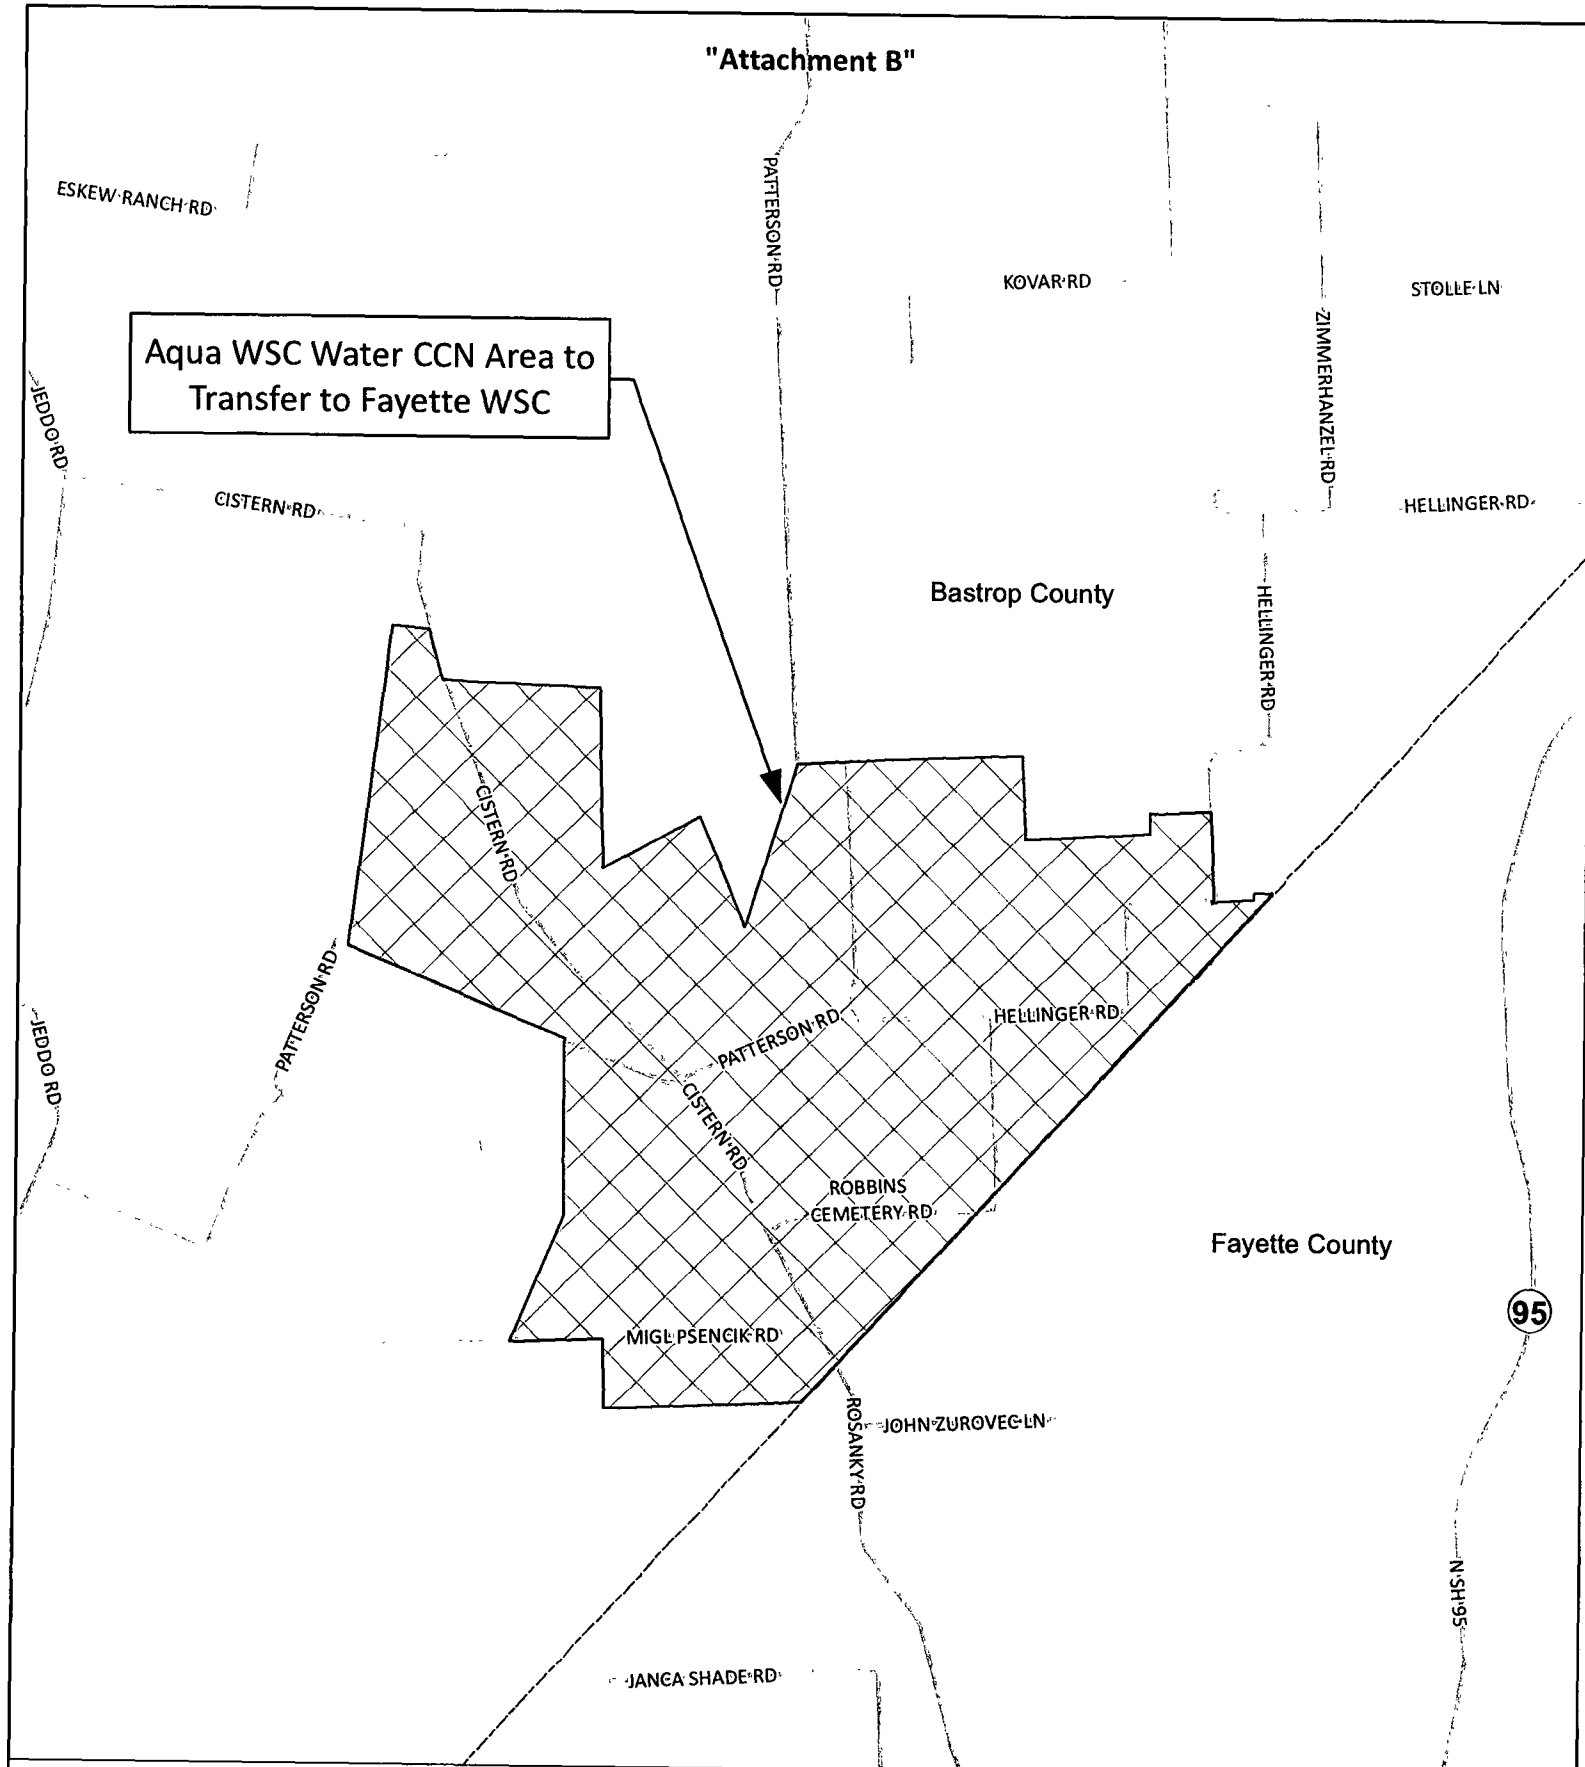 "Attachment B"
ESKEW RANCH RD
PATTERSON RD
KOVAR RD
STOLLE LN
ZIMMERHANZEL RD
Aqua WSC Water CCN Area to
Transfer to Fayette WSC
JEDDO RD
CISTERN RD
HELLINGER RD
Bastrop County
HELLINGER RD
CISTERN RD
PATTERSON RD
JEDDO RD
PATTERSON RD
HELLINGER RD
CISTERN RD
ROBBINS
CEMETERY RD
Fayette County
95
MIGL PSENCIK RD
ROSANKY RD
JOHN ZUROVEC LN
N SH 95
JANCA SHADE RD